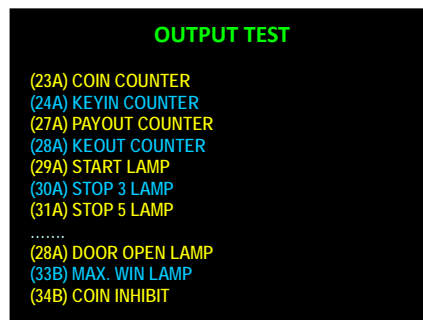 OUTPUT TEST
(23A) COIN COUNTER
(24A) KEYIN COUNTER
(27A) PAYOUT COUNTER
(28A) KEOUT COUNTER
(29A) START LAMP
(30A) STOP 3 LAMP
(31A) STOP 5 LAMP
.......
(28A) DOOR OPEN LAMP
(33B) MAX. WIN LAMP
(34B) COIN INHIBIT